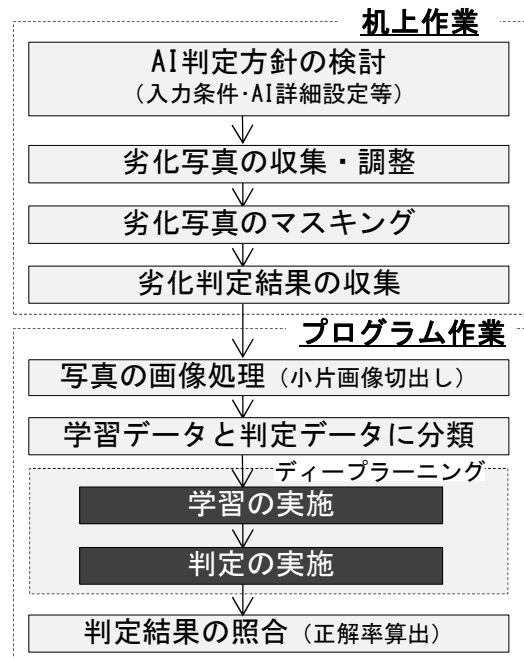 机上作業
AI判定方針の検討
（入力条件･AI詳細設定等）
劣化写真の収集・調整
劣化写真のマスキング
劣化判定結果の収集
プログラム作業
写真の画像処理（小片画像切出し）
学習データと判定データに分類
ディープラーニング
学習の実施
判定の実施
判定結果の照合（正解率算出）